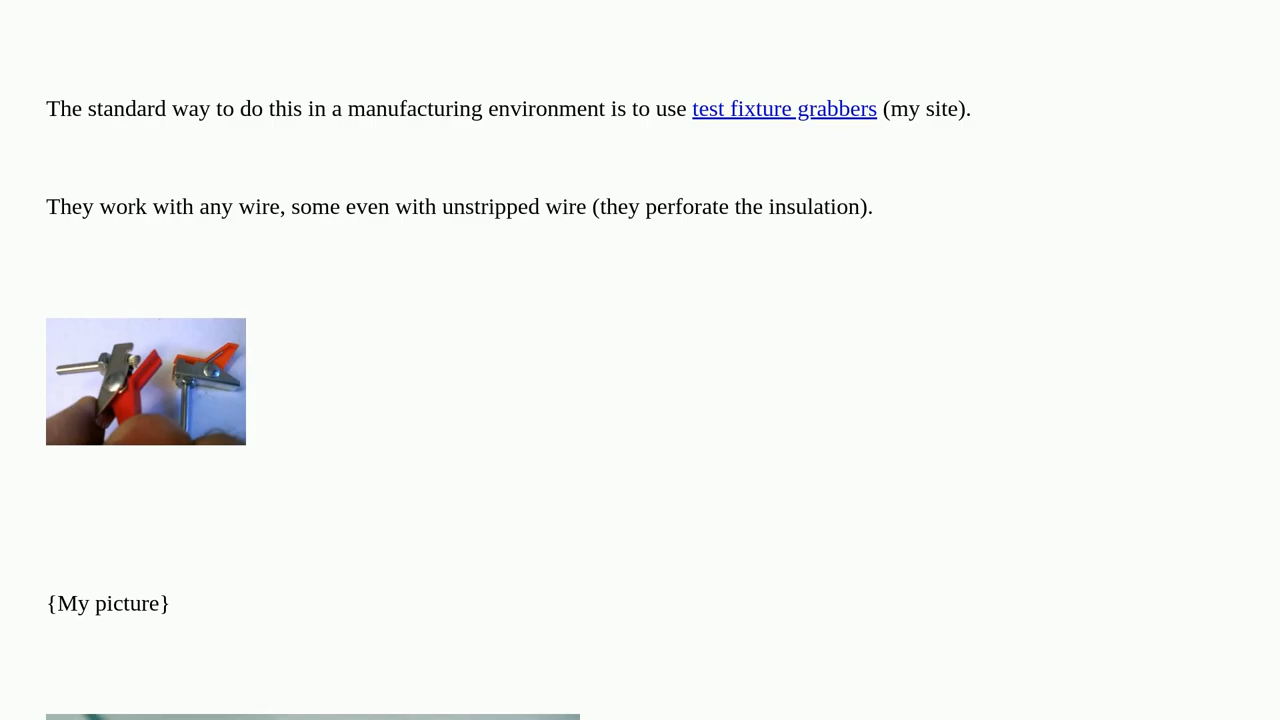 The standard way to do this in a manufacturing environment is to use test fixture grabbers (my site).
They work with any wire, some even with unstripped wire (they perforate the insulation).
{My picture}